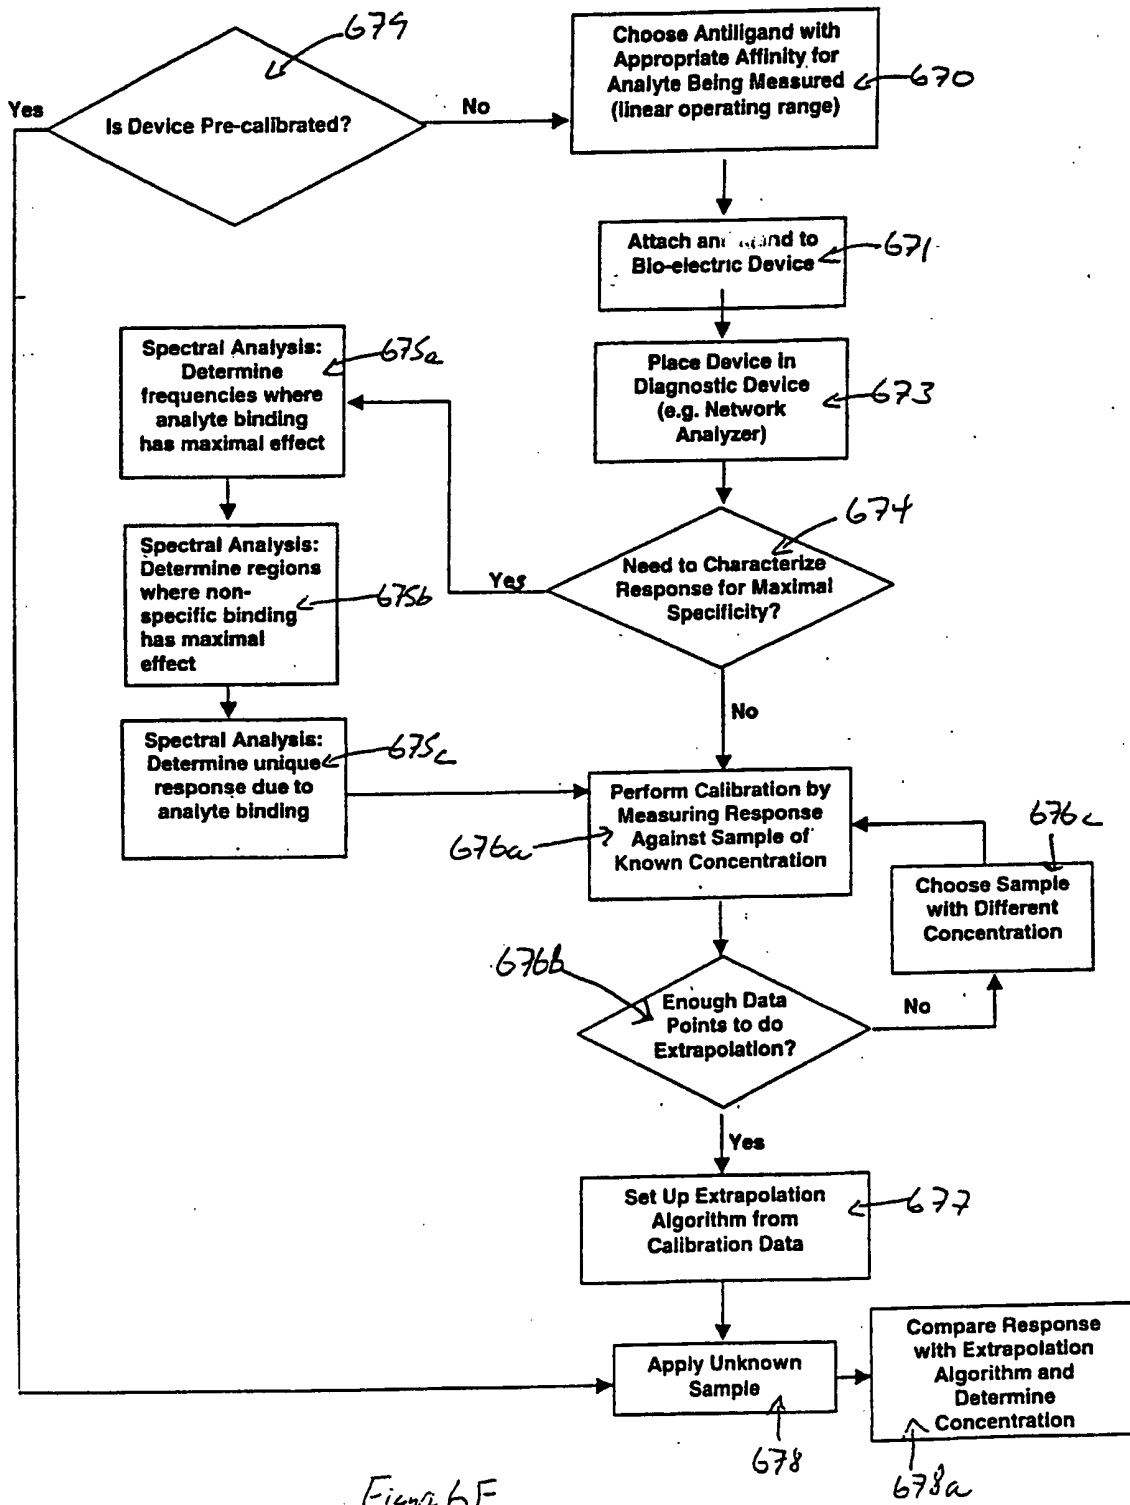 679
Yes
Is Device Pre-calibrated?
No
Choose Antiligand with
Appropriate Affinity for
Analyte Being Measured
(linear operating range)
670
Attach and to
Bio-electric Device
671
Place Device in
Diagnostic Device
(e.g. Network
Analyzer)
673
Spectral Analysis:
Determine
frequencies where
analyte binding
has maximal effect
675a
674
Need to Characterize
Response for Maximal
Specificity?
Yes
No
Spectral Analysis:
Determine regions
where non-
specific binding
has maximal
effect
675b
Spectral Analysis:
Determine unique
response due to
analyte binding
675c
Perform Calibration by
Measuring Response
Against Sample of
Known Concentration
676a
676c
Choose Sample
with Different
Concentration
676b
Enough Data
Points to do
Extrapolation?
No
Yes
Set Up Extrapolation
Algorithm from
Calibration Data
677
Apply Unknown
Sample
678
Compare Response
with Extrapolation
Algorithm and
Determine
Concentration
678a
6F